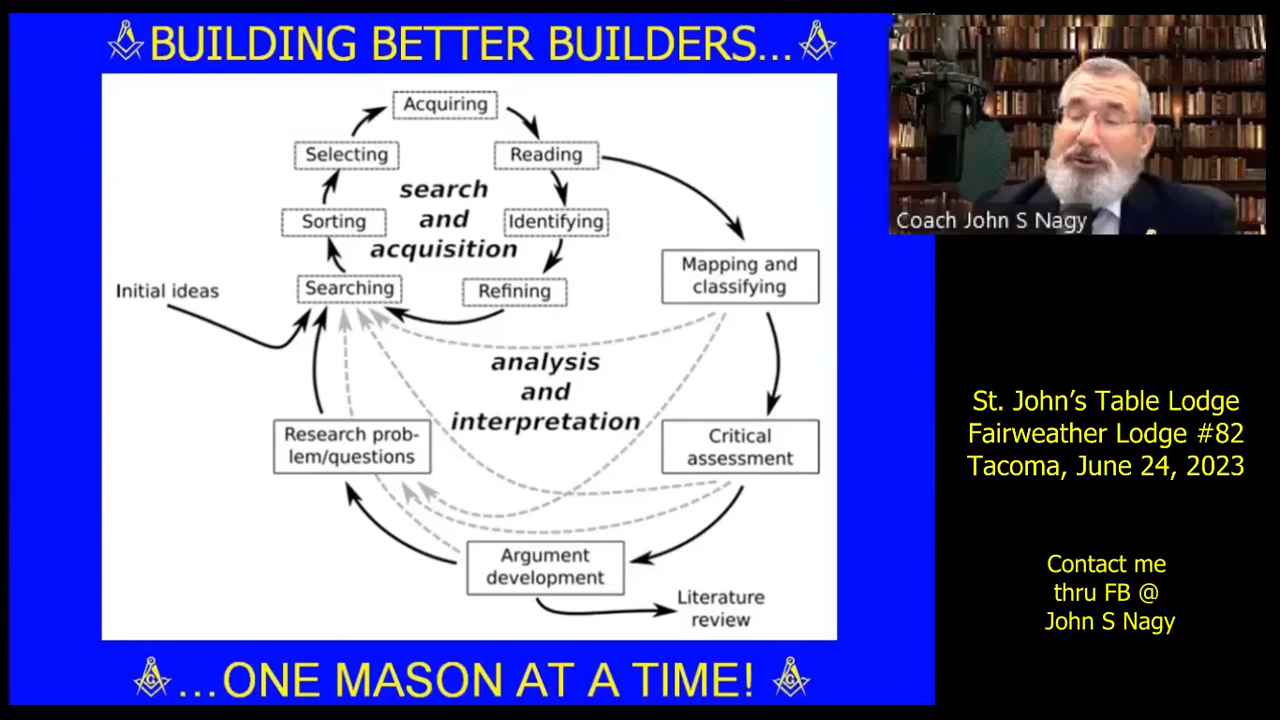 BUILDING BETTER BUILDERS...
Acquiring
Selecting
Reading
search
and
acquisition
Sorting
Identifying
Searching
Refining
Initial ideas
Mapping and
classifying
analysis
and
interpretation
Research prob-
lem/questions
Critical
assessment
Argument
development
Literature
review
...ONE MASON AT A TIME!
Coach John S Nagy
St. John's Table Lodge
Fairweather Lodge #82
Tacoma, June 24, 2023
Contact me
thru FB @
John S Nagy